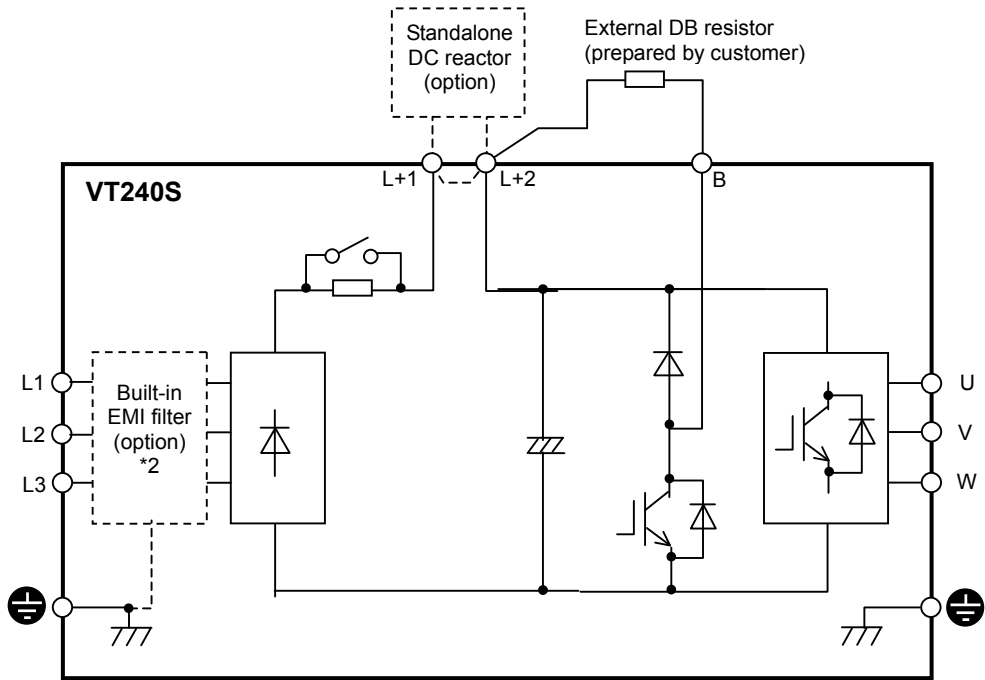 Standalone
DC reactor
(option)
External DB resistor
(prepared by customer)
L+1
L+2
B
VT240S
L1
L2
L3
Built-in
EMI filter
(option)
*2
U
V
W